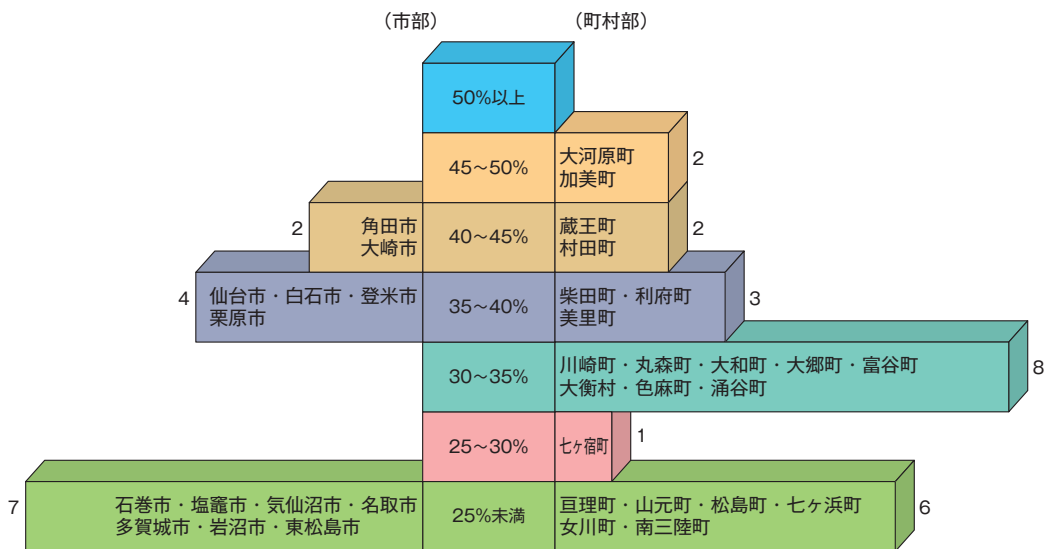 （市部）
（町村部）
50%以上
45～50%
大河原町
加美町
2
2
角田市
大崎市
40～45%
蔵王町
村田町
2
4
仙台市・白石市・登米市
栗原市
35～40%
柴田町・利府町
美里町
3
30～35%
川崎町・丸森町・大和町・大郷町・富谷町
大衡村・色麻町・涌谷町
8
25～30%
七ヶ宿町
1
7
石巻市・塩竈市・気仙沼市・名取市
多賀城市・岩沼市・東松島市
25%未満
亘理町・山元町・松島町・七ヶ浜町
女川町・南三陸町
6